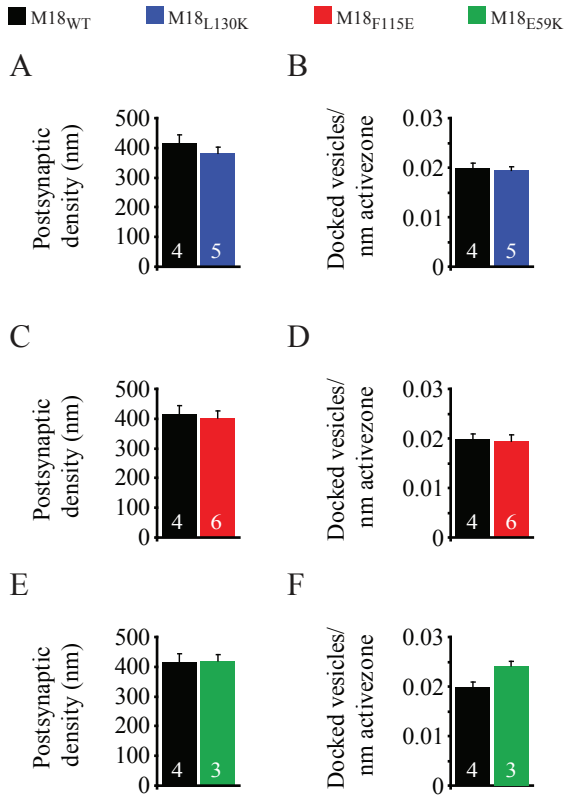 M18WT M18L130K M18F115E M18E59K
A
B
Postsynaptic
density (nm)
500
400
300
200
100
0
4 5
Docked vesicles/
nm activezone
0.03
0.02
0.01
0
4 5
C
D
Postsynaptic
density (nm)
500
400
300
200
100
0
4 6
Docked vesicles/
nm activezone
0.03
0.02
0.01
0
4 6
E
F
Postsynaptic
density (nm)
500
400
300
200
100
0
4 3
Docked vesicles/
nm activezone
0.03
0.02
0.01
0
4 3